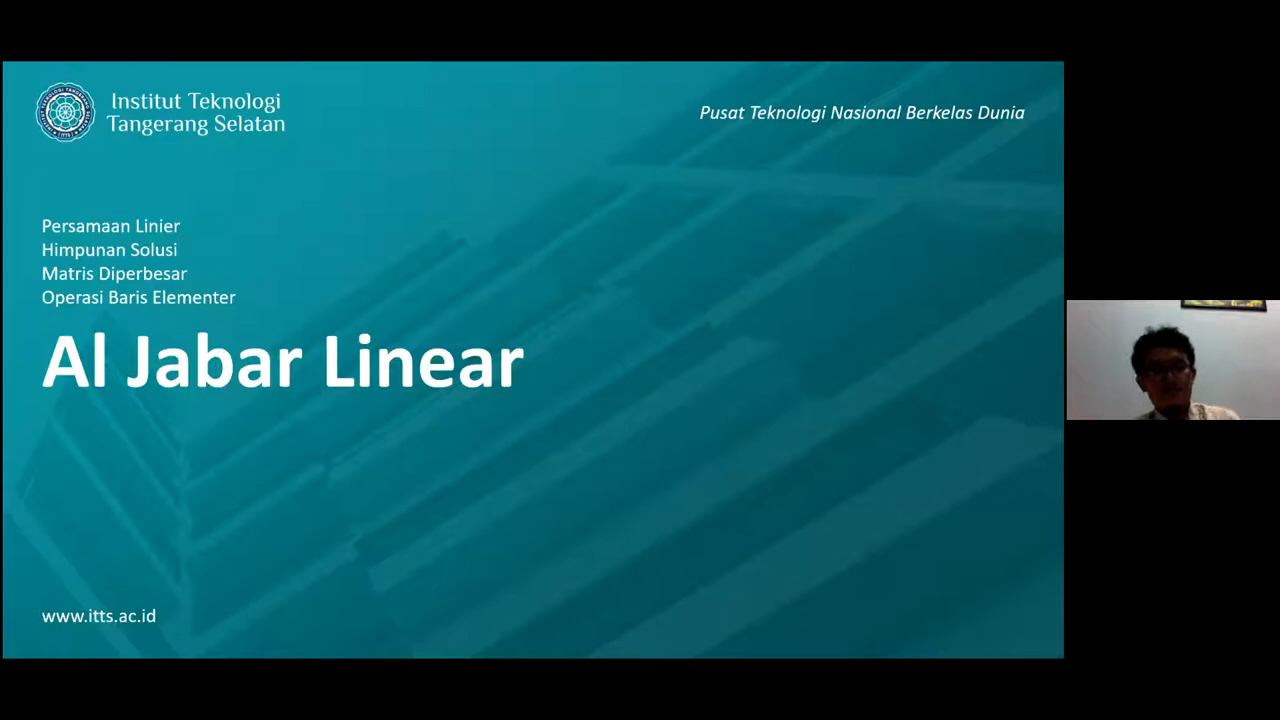 Institut Teknologi
Tangerang Selatan
Pusat Teknologi Nasional Berkelas Dunia
Persamaan Linier
Himpunan Solusi
Matris Diperbesar
Operasi Baris Elementer
Al Jabar Linear
www.itts.ac.id